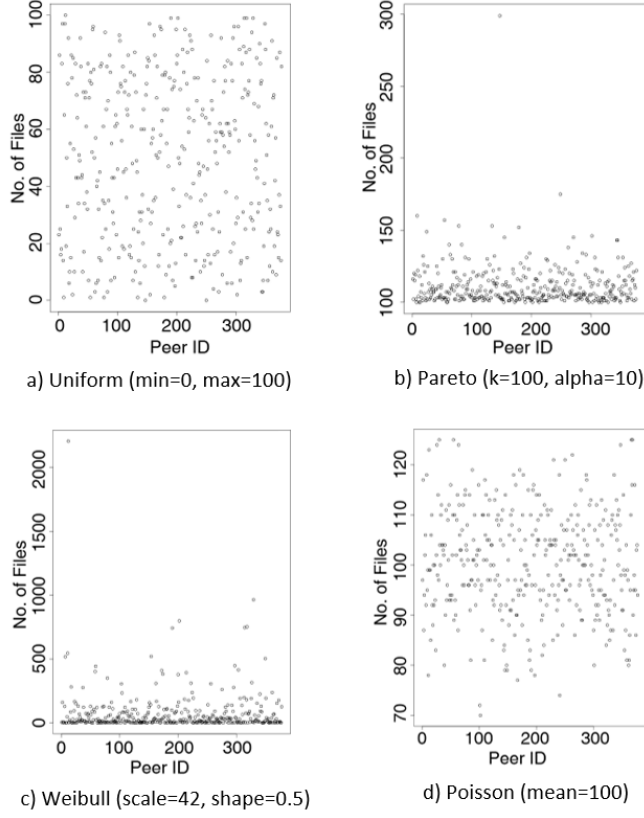 No. of Files
100
80
60
40
20
0
0 100 200 300
Peer ID
a) Uniform (min=0, max=100)
No. of Files
300
250
200
150
100
0 100 200 300
Peer ID
b) Pareto (k=100, alpha=10)
No. of Files
2000
1500
1000
500
0
0 100 200 300
Peer ID
c) Weibull (scale=42, shape=0.5)
No. of Files
120
110
100
90
80
70
0 100 200 300
Peer ID
d) Poisson (mean=100)